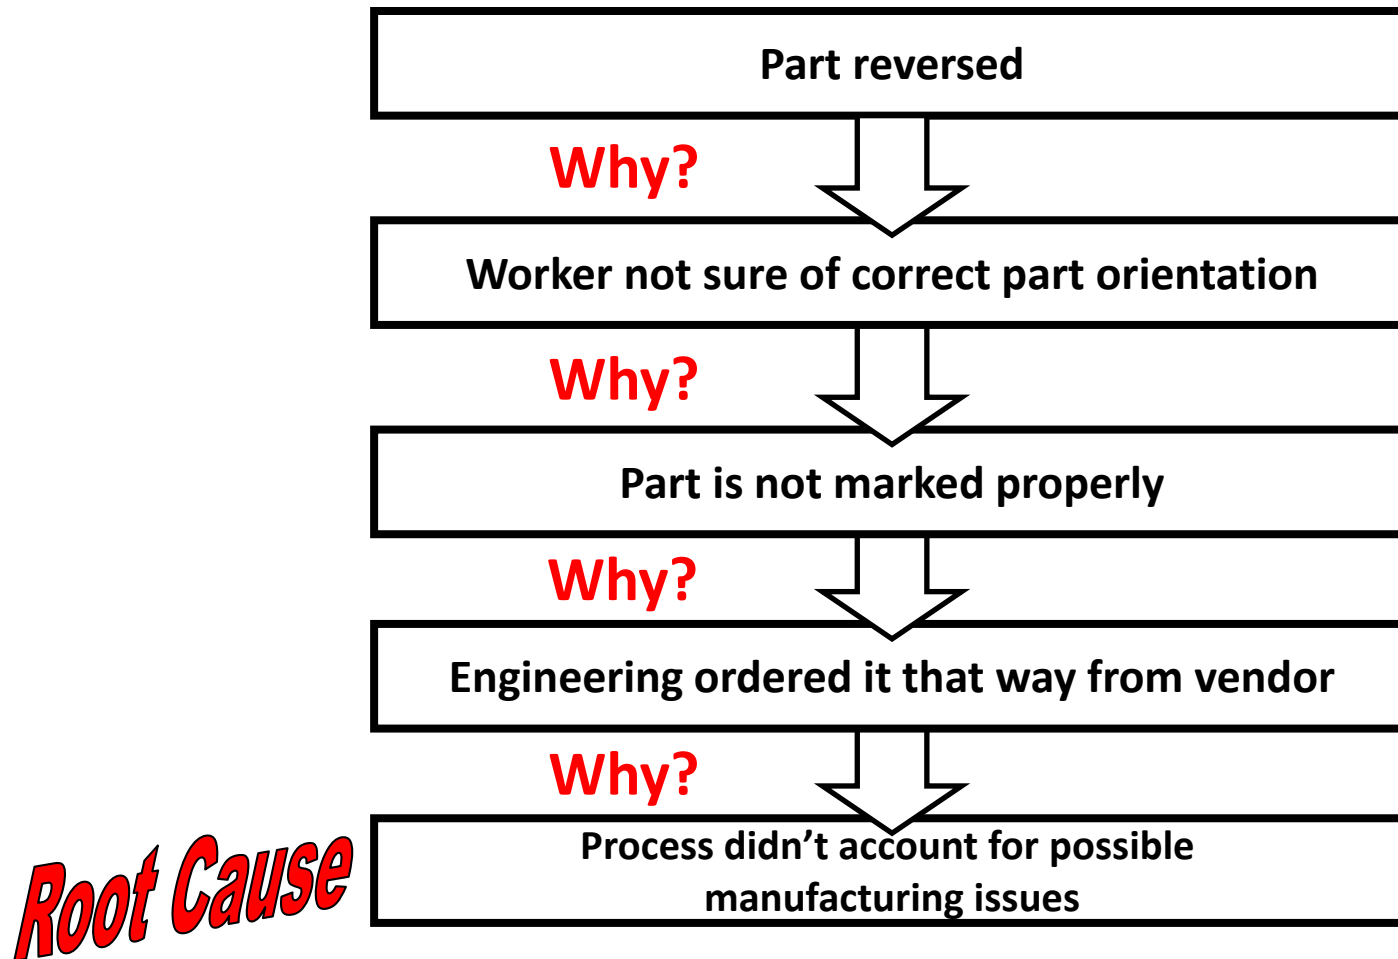 Part reversed
Why?
Worker not sure of correct part orientation
Why?
Part is not marked properly
Why?
Engineering ordered it that way from vendor
Why?
Process didn’t account for possible
manufacturing issues
Root Cause